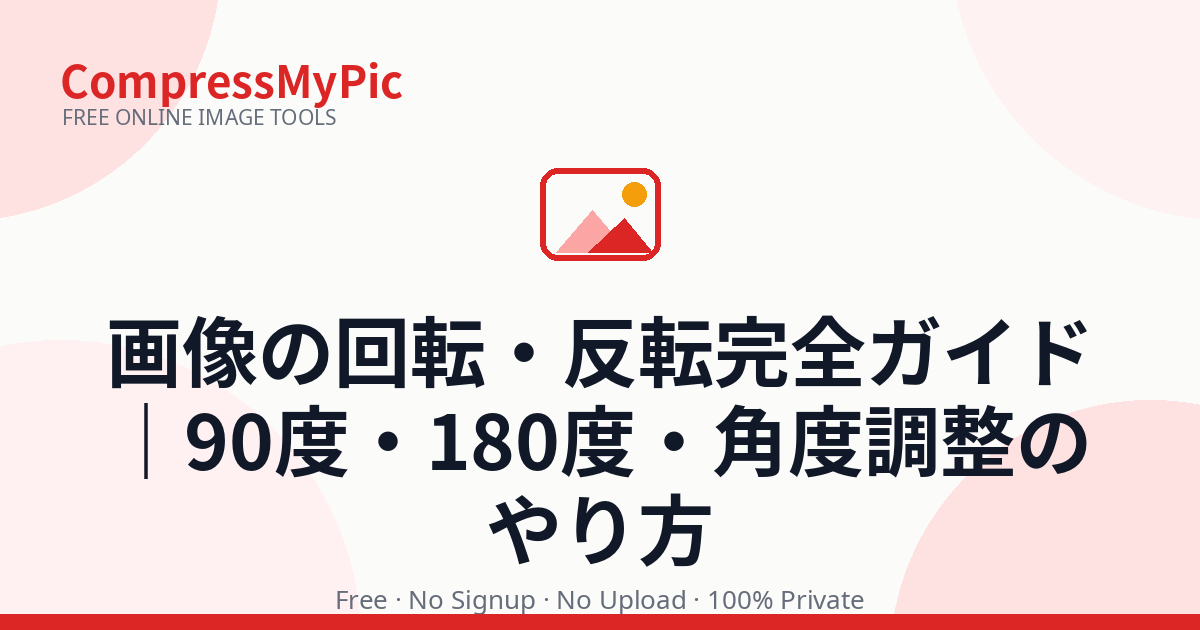 CompressMyPic
FREE ONLINE IMAGE TOOLS
画像の回転・反転完全ガイド
｜90度・180度・角度調整の
やり方
Free · No Signup · No Upload · 100% Private